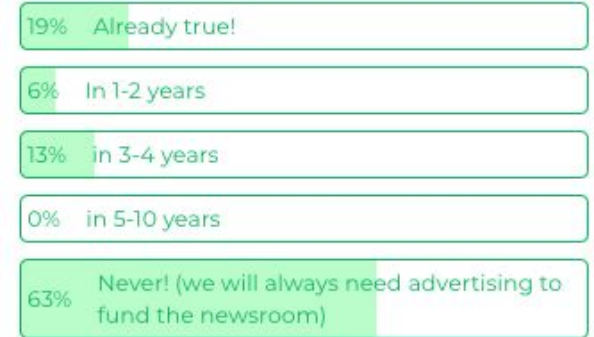 19% Already true!
6% In 1-2 years
13% in 3-4 years
0% in 5-10 years
63% Never! (we will always need advertising to
fund the newsroom)